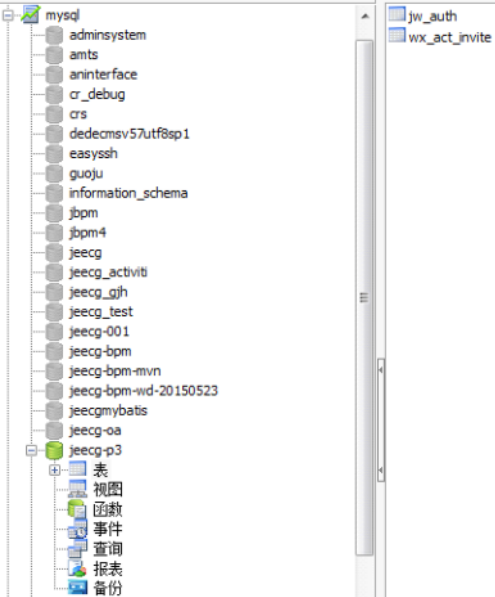 mysql
adminsystem
amts
aninterface
cr_debug
crs
dedecmsv57utf8sp1
easyssh
guoju
information_schema
jbpm
jbpm4
jeecg
jeecg_activiti
jeecg_gjh
jeecg_test
jeecg-001
jeecg-bpm
jeecg-bpm-mvn
jeecg-bpm-wd-20150523
jeecgmybatis
jeecg-oa
jeecg-p3
表
视图
函数
事件
查询
报表
备份
jw_auth
wx_act_invite